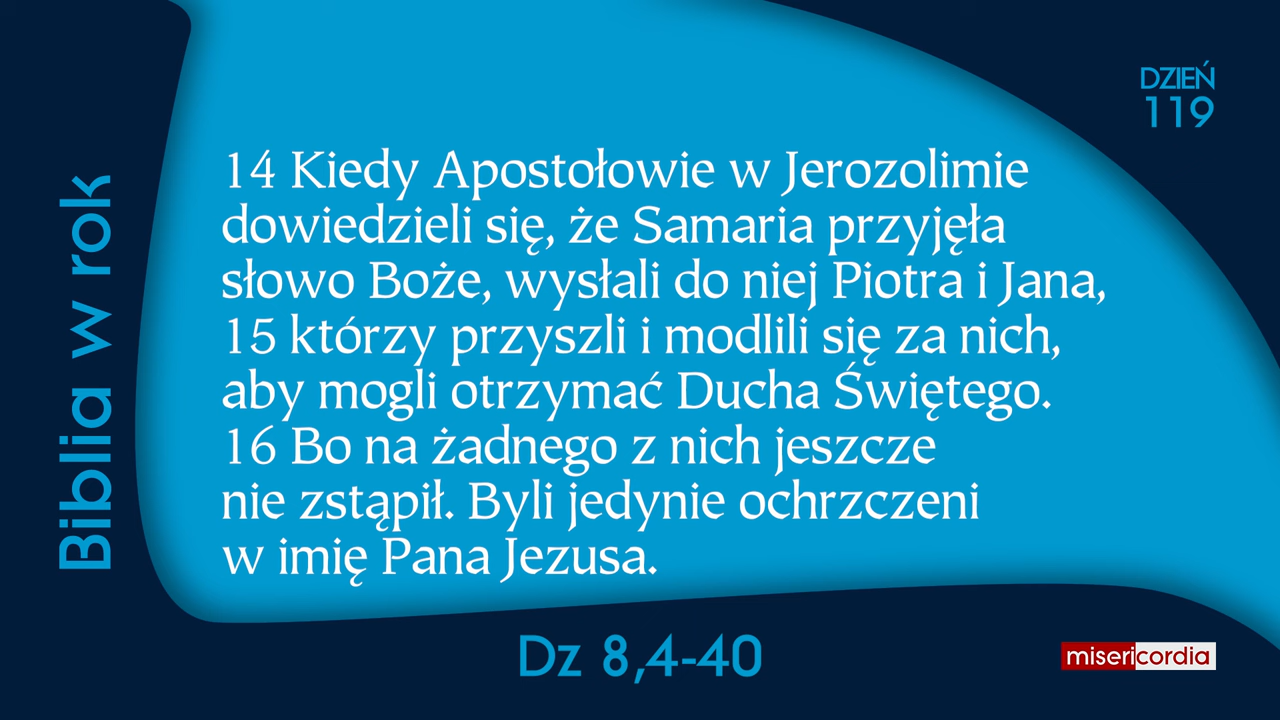 DZIEŃ
119
Biblia w rok
14 Kiedy Apostołowie w Jerozolimie
dowiedzieli się, że Samaria przyjęła
słowo Boże, wysłali do niej Piotra i Jana,
15 którzy przyszli i modlili się za nich,
aby mogli otrzymać Ducha Świętego.
16 Bo na żadnego z nich jeszcze
nie zstąpił. Byli jedynie ochrzczeni
w imię Pana Jezusa.
Dz 8,4-40
misericordia